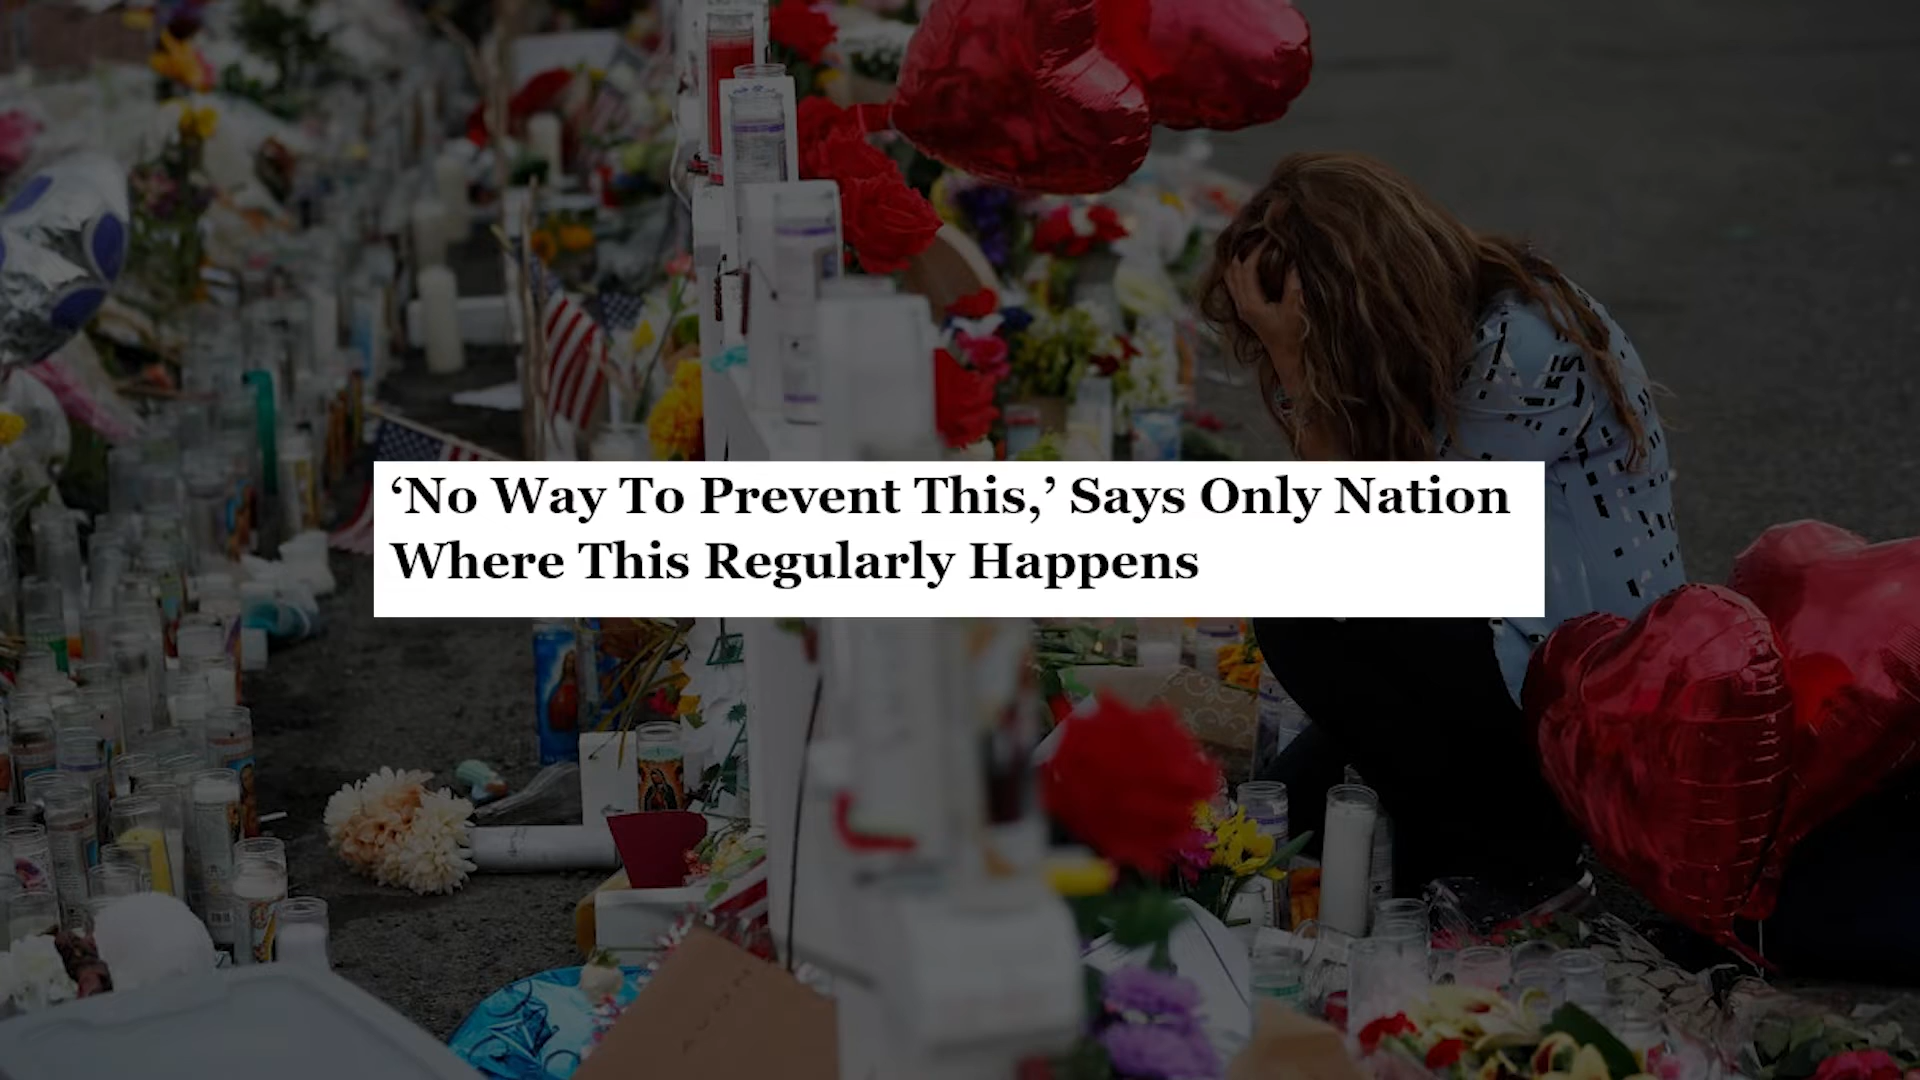 ‘No Way To Prevent This,’ Says Only Nation
Where This Regularly Happens